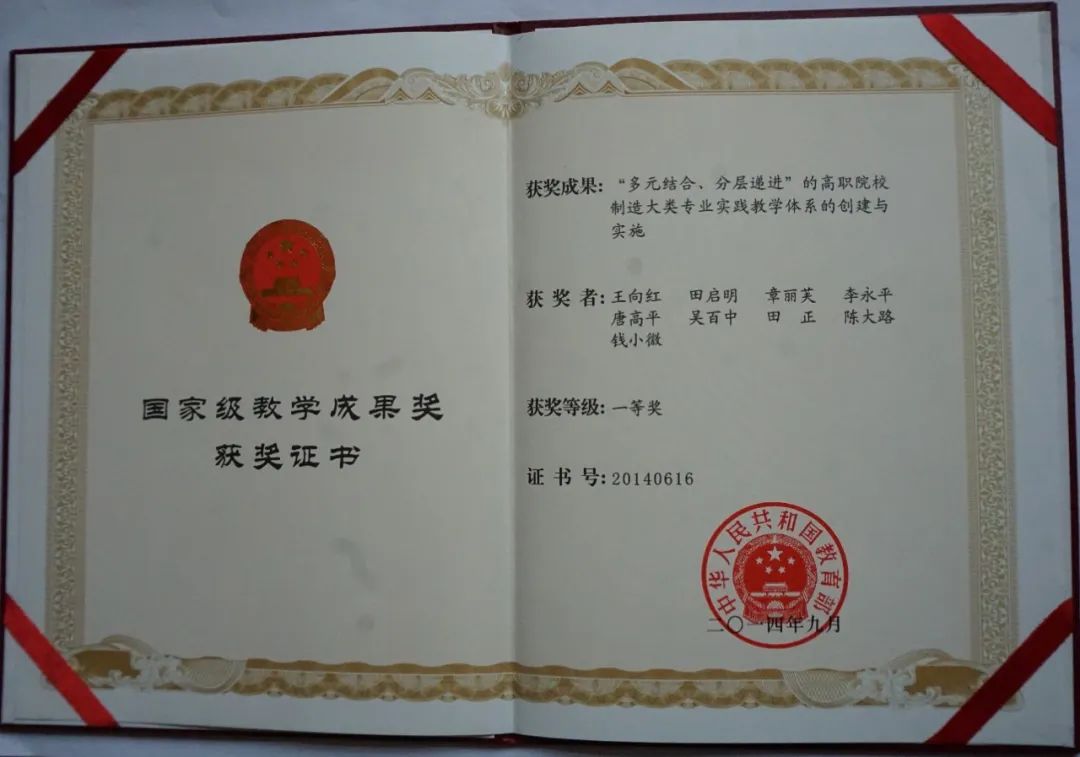 国家级教学成果奖
获奖证书
获奖成果：“多元结合、分层递进”的高职院校
制造大类专业实践教学体系的创建与
实施
获 奖 者：王向红 田启明 章丽芙 李永平
唐高平 吴百中 田 正 陈大路
钱小微
获奖等级：一等奖
证 书 号：20140616
中华人民共和国教育部
二〇一四年九月